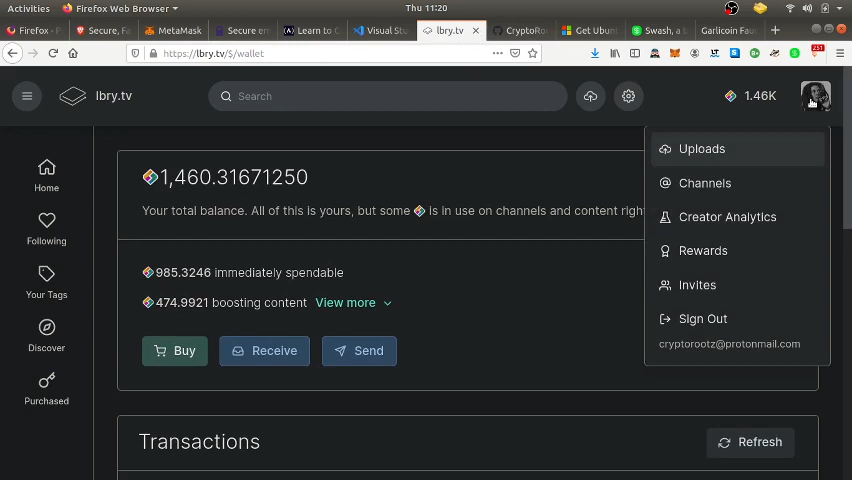 Activities Firefox Web Browser Thu 11:20
Firefox - P Secure, Fa MetaMask Secure em Learn to C Visual Stu lbry.tv CryptoRo Get Ubunt Swash, a L Garlicoin Fauc
https://lbry.tv/$/wallet 251
lbry.tv Search 1.46K
Uploads
Channels
Creator Analytics
Rewards
Invites
Sign Out
cryptorootz@protonmail.com
Home
Following
Your Tags
Discover
Purchased
1,460.31671250
Your total balance. All of this is yours, but some is in use on channels and content right
985.3246 immediately spendable
474.9921 boosting content View more
Buy Receive Send
Transactions Refresh